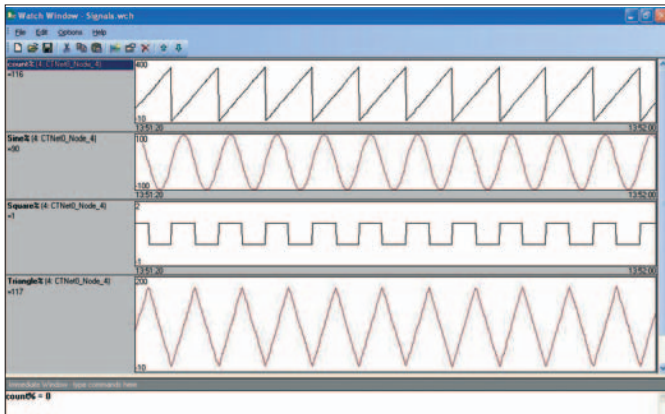 Watch Window - Signals.wch
File Edit Options Help
count% (4: CTNet0_Node_4)
=116
400
-10
13:51:20 13:52:00
Sine% (4: CTNet0_Node_4)
=90
100
-100
13:51:20 13:52:00
Square% (4: CTNet0_Node_4)
=1
2
-1
13:51:20 13:52:00
Triangle% (4: CTNet0_Node_4)
=117
200
-10
Immediate Window - type commands here
count% = 0